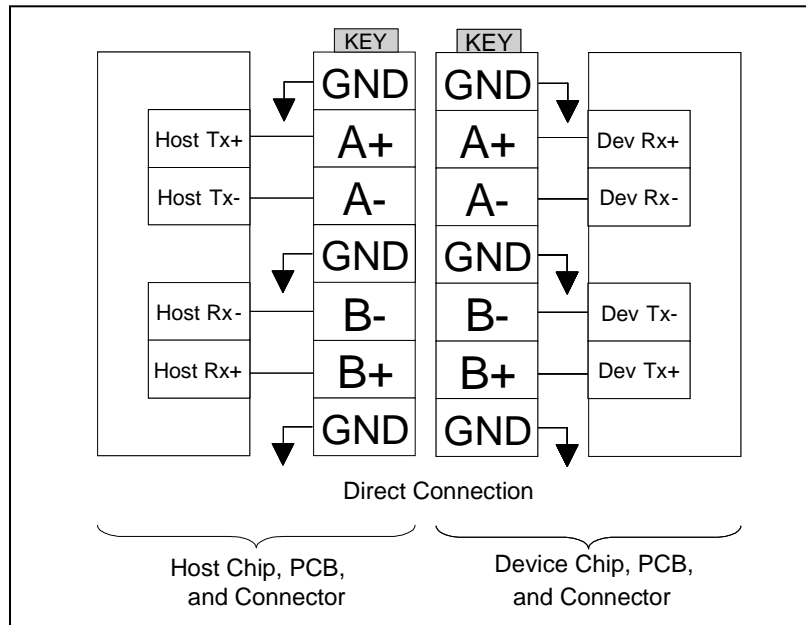 KEY KEY
GND GND
Host Tx+ A+ A+ Dev Rx+
Host Tx- A- A- Dev Rx-
GND GND
Host Rx- B- B- Dev Tx-
Host Rx+ B+ B+ Dev Tx+
GND GND
Direct Connection
Host Chip, PCB, Device Chip, PCB,
and Connector and Connector